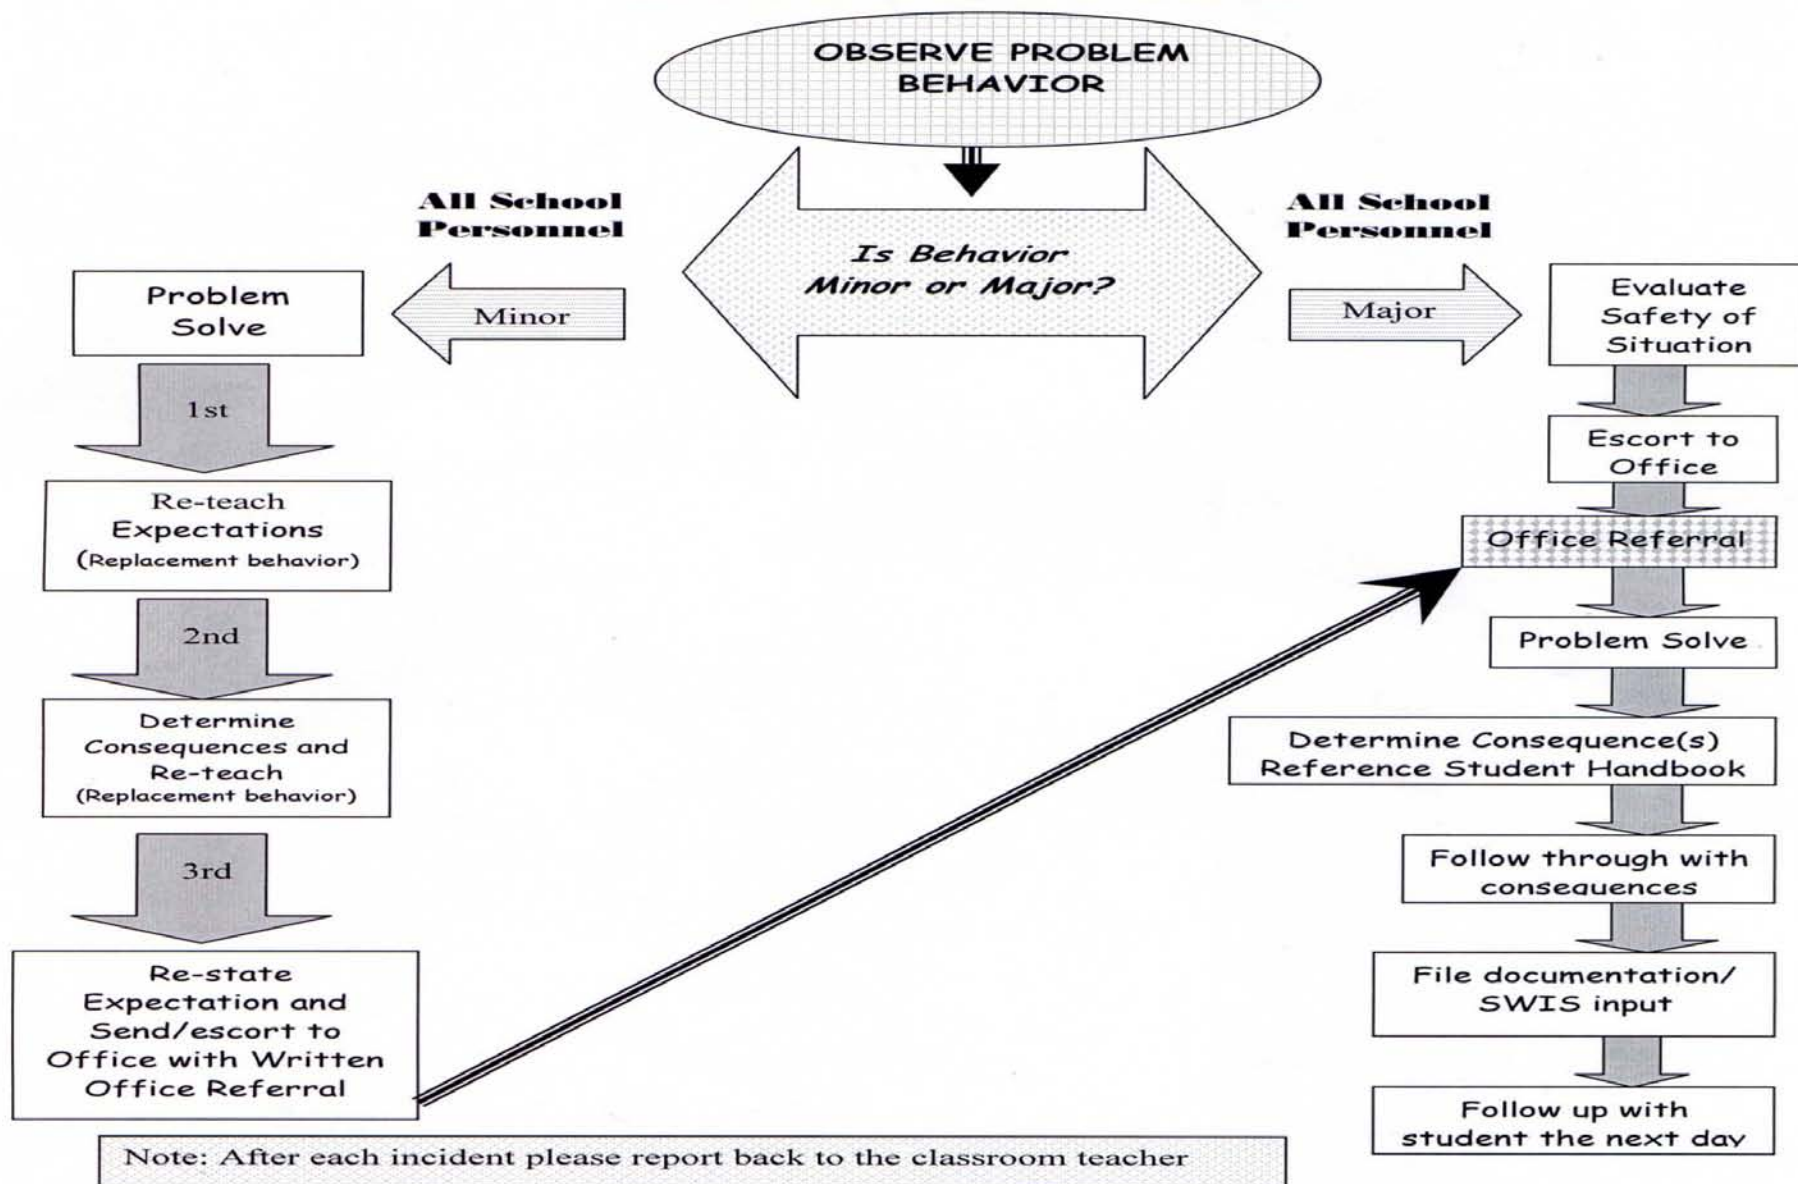 OBSERVE PROBLEM
BEHAVIOR
All School
Personnel
All School
Personnel
Is Behavior
Minor or Major?
Minor
Major
Problem
Solve
1st
Re-teach
Expectations
(Replacement behavior)
2nd
Determine
Consequences and
Re-teach
(Replacement behavior)
3rd
Re-state
Expectation and
Send/escort to
Office with Written
Office Referral
Evaluate
Safety of
Situation
Escort to
Office
Office Referral
Problem Solve
Determine Consequence(s)
Reference Student Handbook
Follow through with
consequences
File documentation/
SWIS input
Follow up with
student the next day
Note: After each incident please report back to the classroom teacher